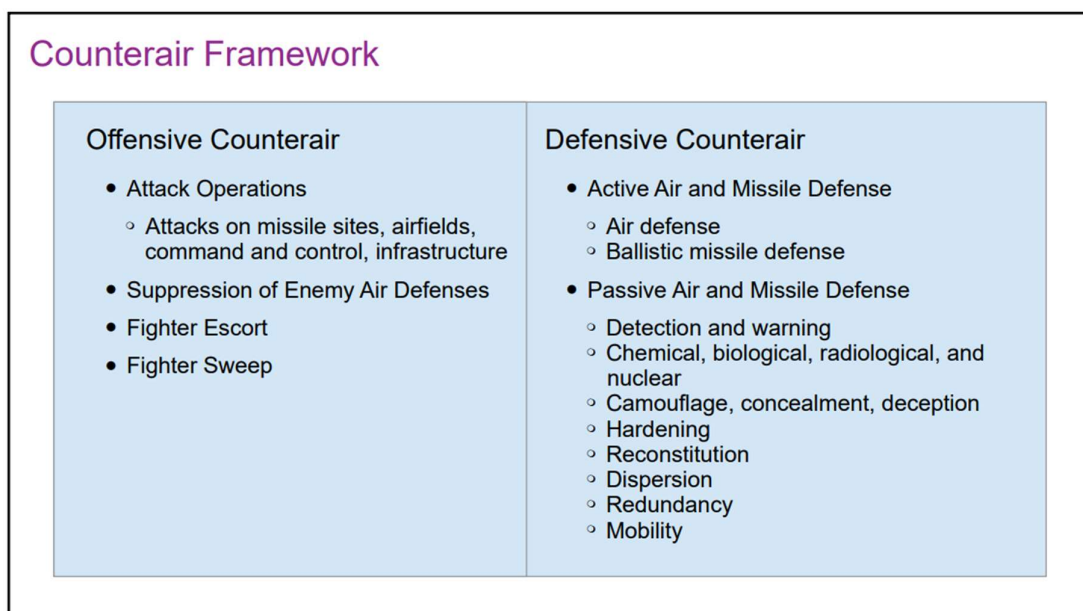 Counterair Framework
Offensive Counterair
• Attack Operations
◦ Attacks on missile sites, airfields,
command and control, infrastructure
• Suppression of Enemy Air Defenses
• Fighter Escort
• Fighter Sweep
Defensive Counterair
• Active Air and Missile Defense
◦ Air defense
◦ Ballistic missile defense
• Passive Air and Missile Defense
◦ Detection and warning
◦ Chemical, biological, radiological, and
nuclear
◦ Camouflage, concealment, deception
◦ Hardening
◦ Reconstitution
◦ Dispersion
◦ Redundancy
◦ Mobility